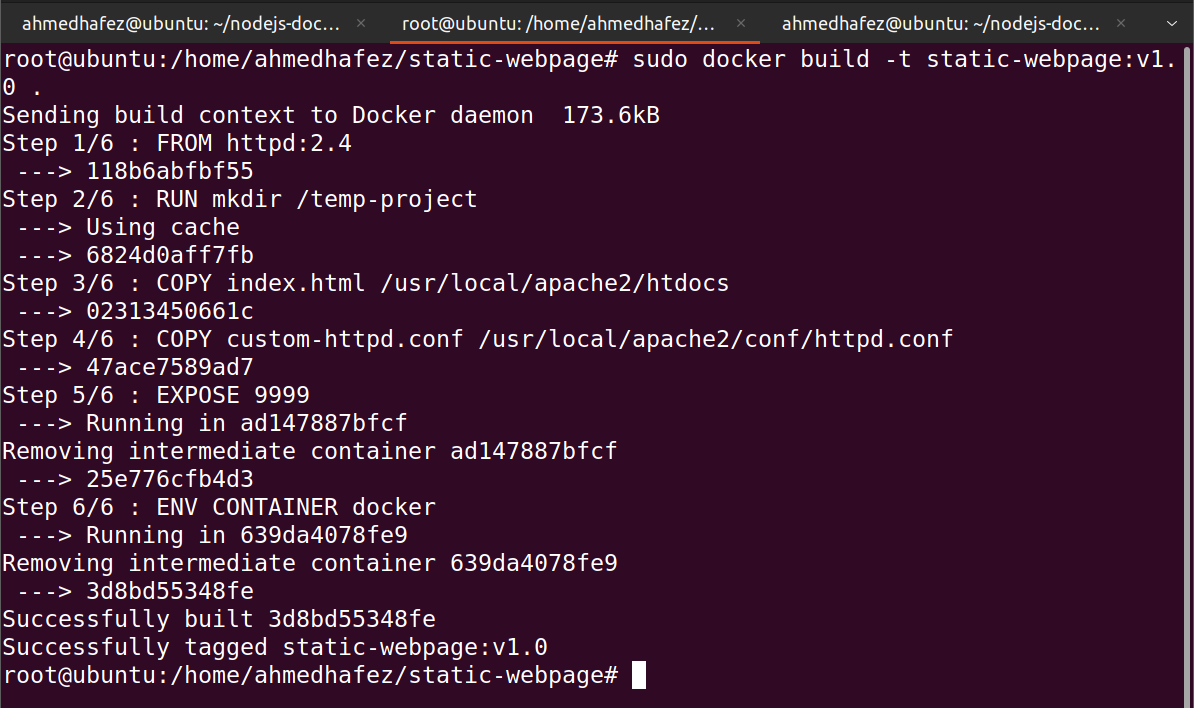 ahmedhafez@ubuntu: ~/nodejs-doc... × root@ubuntu: /home/ahmedhafez/... × ahmedhafez@ubuntu: ~/nodejs-doc... ×
root@ubuntu:/home/ahmedhafez/static-webpage# sudo docker build -t static-webpage:v1.
0 .
Sending build context to Docker daemon  173.6kB
Step 1/6 : FROM httpd:2.4
 ---> 118b6abfbf55
Step 2/6 : RUN mkdir /temp-project
 ---> Using cache
 ---> 6824d0aff7fb
Step 3/6 : COPY index.html /usr/local/apache2/htdocs
 ---> 02313450661c
Step 4/6 : COPY custom-httpd.conf /usr/local/apache2/conf/httpd.conf
 ---> 47ace7589ad7
Step 5/6 : EXPOSE 9999
 ---> Running in ad147887bfcf
Removing intermediate container ad147887bfcf
 ---> 25e776cfb4d3
Step 6/6 : ENV CONTAINER docker
 ---> Running in 639da4078fe9
Removing intermediate container 639da4078fe9
 ---> 3d8bd55348fe
Successfully built 3d8bd55348fe
Successfully tagged static-webpage:v1.0
root@ubuntu:/home/ahmedhafez/static-webpage#